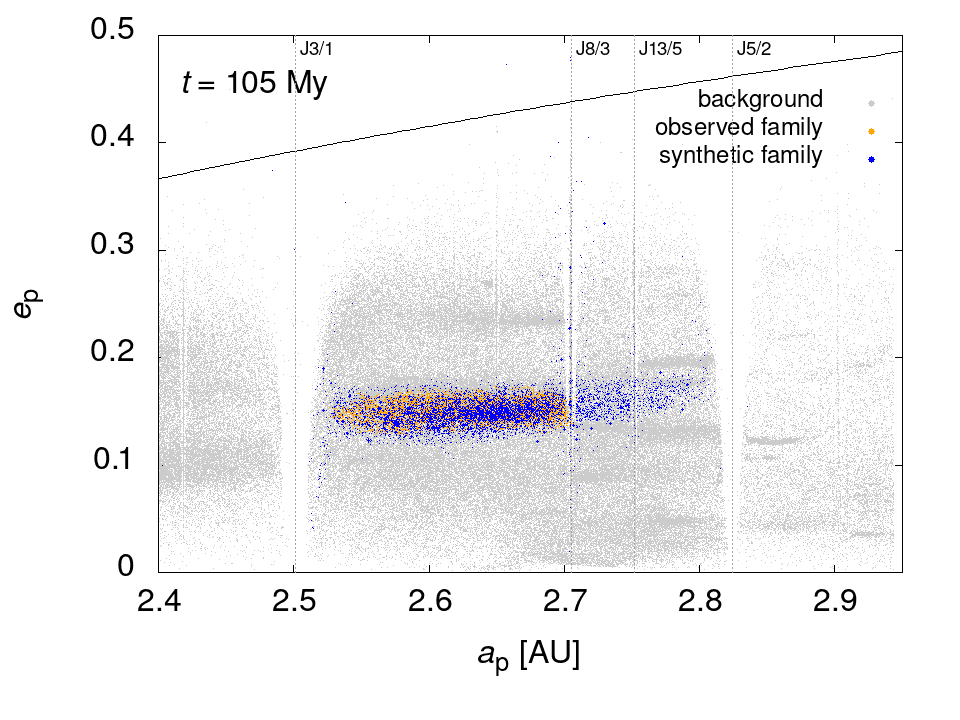 0.5
0.4
0.3
0.2
0.1
0
2.4 2.5 2.6 2.7 2.8 2.9
eₚ
aₚ [AU]
t = 105 My
J3/1 J8/3 J13/5 J5/2
background
observed family
synthetic family